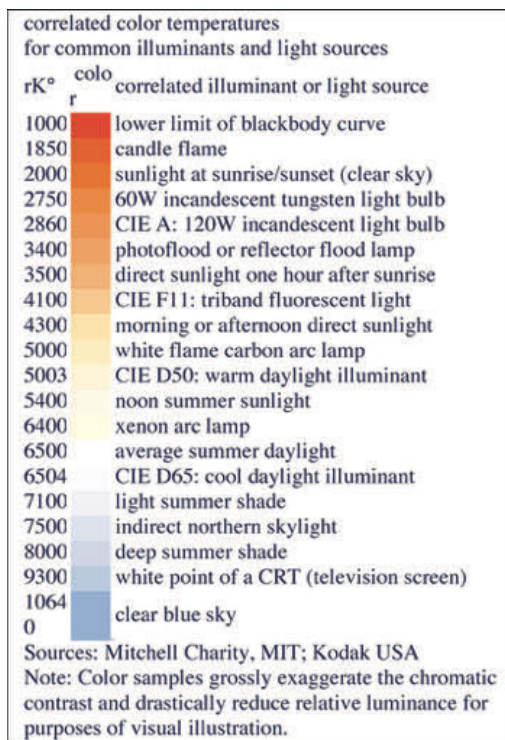 correlated color temperatures
for common illuminants and light sources
rK° colo
r correlated illuminant or light source
1000 lower limit of blackbody curve
1850 candle flame
2000 sunlight at sunrise/sunset (clear sky)
2750 60W incandescent tungsten light bulb
2860 CIE A: 120W incandescent light bulb
3400 photoflood or reflector flood lamp
3500 direct sunlight one hour after sunrise
4100 CIE F11: triband fluorescent light
4300 morning or afternoon direct sunlight
5000 white flame carbon arc lamp
5003 CIE D50: warm daylight illuminant
5400 noon summer sunlight
6400 xenon arc lamp
6500 average summer daylight
6504 CIE D65: cool daylight illuminant
7100 light summer shade
7500 indirect northern skylight
8000 deep summer shade
9300 white point of a CRT (television screen)
1064
0 clear blue sky
Sources: Mitchell Charity, MIT; Kodak USA
Note: Color samples grossly exaggerate the chromatic
contrast and drastically reduce relative luminance for
purposes of visual illustration.